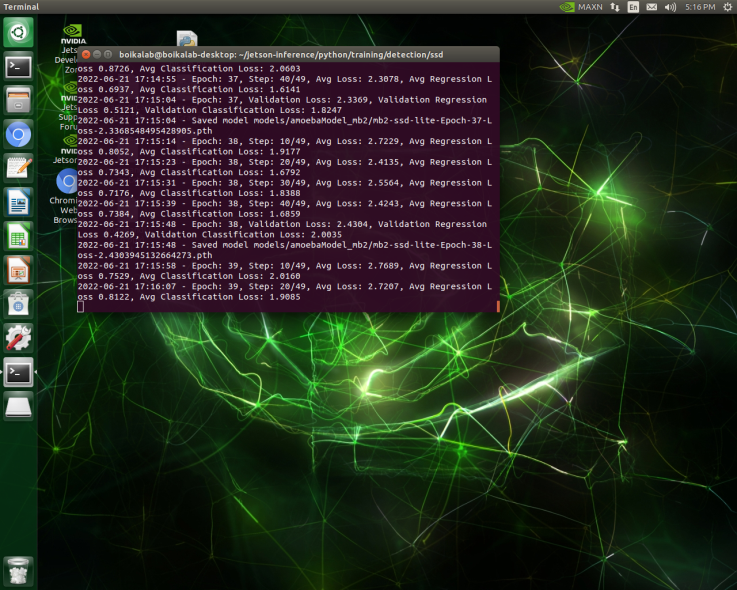 Terminal
MAXN
En
5:16 PM
NVIDIA
Jets
Devel
Zo
boikalab@boikalab-desktop: ~/jetson-inference/python/training/detection/ssd
oss 0.8726, Avg Classification Loss: 2.0603
2022-06-21 17:14:55 - Epoch: 37, Step: 40/49, Avg Loss: 2.3078, Avg Regression L
oss 0.6937, Avg Classification Loss: 1.6141
2022-06-21 17:15:04 - Epoch: 37, Validation Loss: 2.3369, Validation Regression
Loss 0.5121, Validation Classification Loss: 1.8247
2022-06-21 17:15:04 - Saved model models/amoebaModel_mb2/mb2-ssd-lite-Epoch-37-L
oss-2.3368548495428905.pth
2022-06-21 17:15:14 - Epoch: 38, Step: 10/49, Avg Loss: 2.7229, Avg Regression L
oss 0.8052, Avg Classification Loss: 1.9177
2022-06-21 17:15:23 - Epoch: 38, Step: 20/49, Avg Loss: 2.4135, Avg Regression L
oss 0.7343, Avg Classification Loss: 1.6792
2022-06-21 17:15:31 - Epoch: 38, Step: 30/49, Avg Loss: 2.5564, Avg Regression L
oss 0.7176, Avg Classification Loss: 1.8388
2022-06-21 17:15:39 - Epoch: 38, Step: 40/49, Avg Loss: 2.4243, Avg Regression L
oss 0.7384, Avg Classification Loss: 1.6859
2022-06-21 17:15:48 - Epoch: 38, Validation Loss: 2.4304, Validation Regression
Loss 0.4269, Validation Classification Loss: 2.0035
2022-06-21 17:15:48 - Saved model models/amoebaModel_mb2/mb2-ssd-lite-Epoch-38-L
oss-2.4303945132664273.pth
2022-06-21 17:15:58 - Epoch: 39, Step: 10/49, Avg Loss: 2.7689, Avg Regression L
oss 0.7529, Avg Classification Loss: 2.0160
2022-06-21 17:16:07 - Epoch: 39, Step: 20/49, Avg Loss: 2.7207, Avg Regression L
oss 0.8122, Avg Classification Loss: 1.9085
NVID
Jets
Supp
Foru
NVID
Jetson
Chromi
Web
Brows